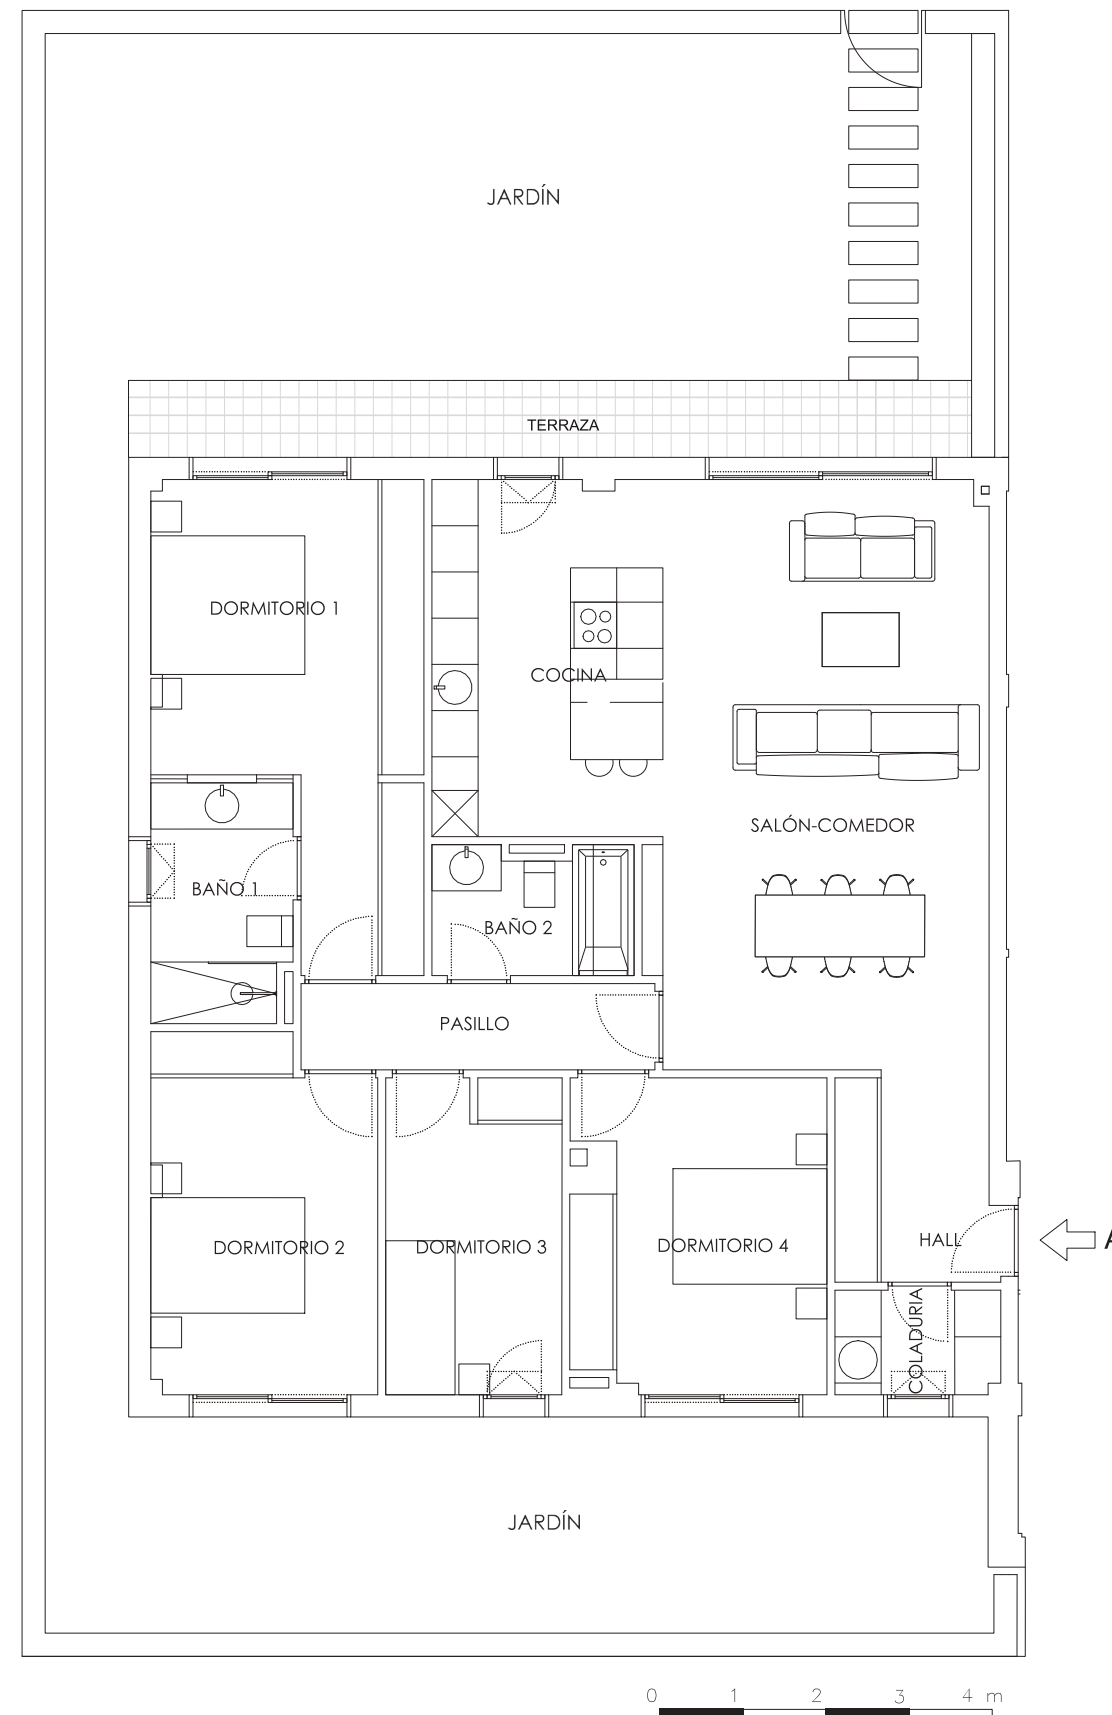 JARDÍN
TERRAZA
DORMITORIO 1
COCINA
SALÓN-COMEDOR
BAÑO 1
BAÑO 2
PASILLO
DORMITORIO 2
DORMITORIO 3
DORMITORIO 4
HALL
COLADURIA
A
JARDÍN
0 1 2 3 4 m